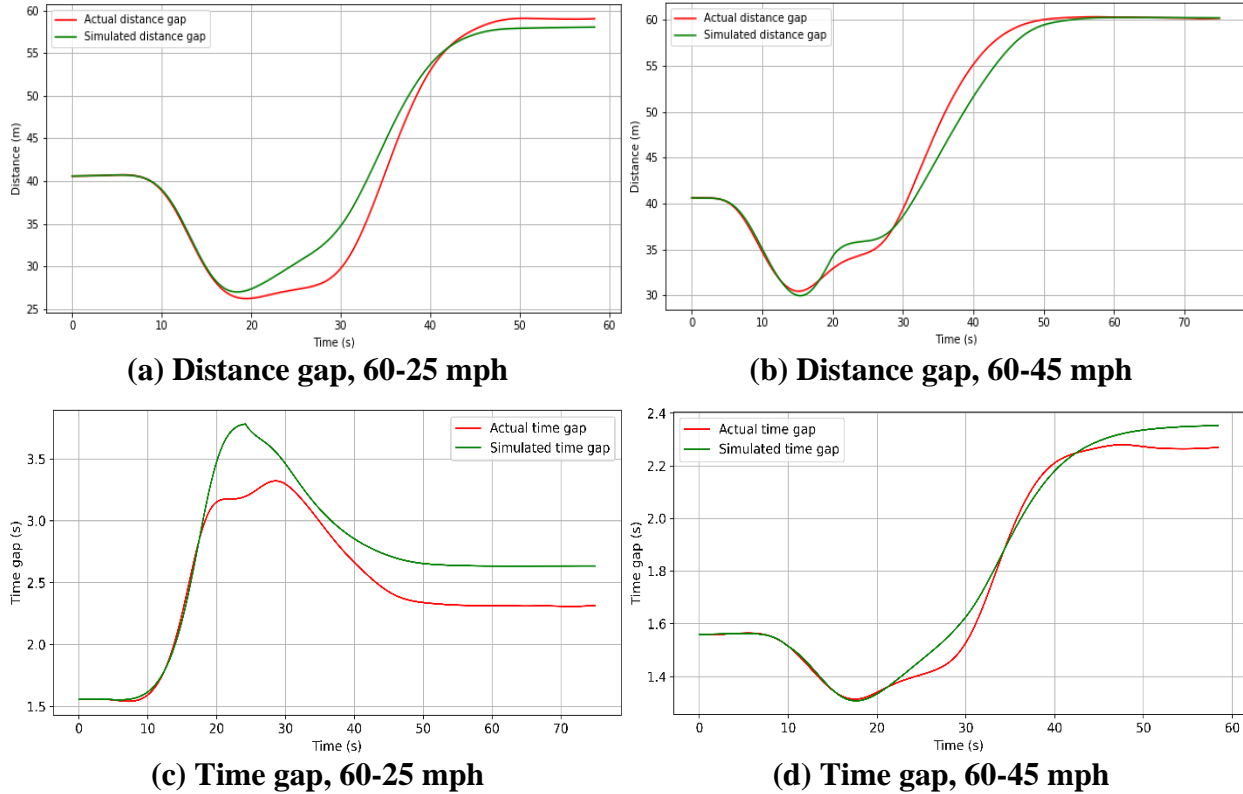 Actual distance gap
Simulated distance gap
60
55
50
45
40
35
30
25
Distance (m)
0 10 20 30 40 50 60
Time (s)
(a) Distance gap, 60-25 mph
Actual distance gap
Simulated distance gap
60
55
50
45
40
35
30
Distance (m)
0 10 20 30 40 50 60 70
Time (s)
(b) Distance gap, 60-45 mph
Actual time gap
Simulated time gap
3.5
3.0
2.5
2.0
1.5
Time gap (s)
0 10 20 30 40 50 60 70
Time (s)
(c) Time gap, 60-25 mph
Actual time gap
Simulated time gap
2.4
2.2
2.0
1.8
1.6
1.4
Time gap (s)
0 10 20 30 40 50 60
Time (s)
(d) Time gap, 60-45 mph